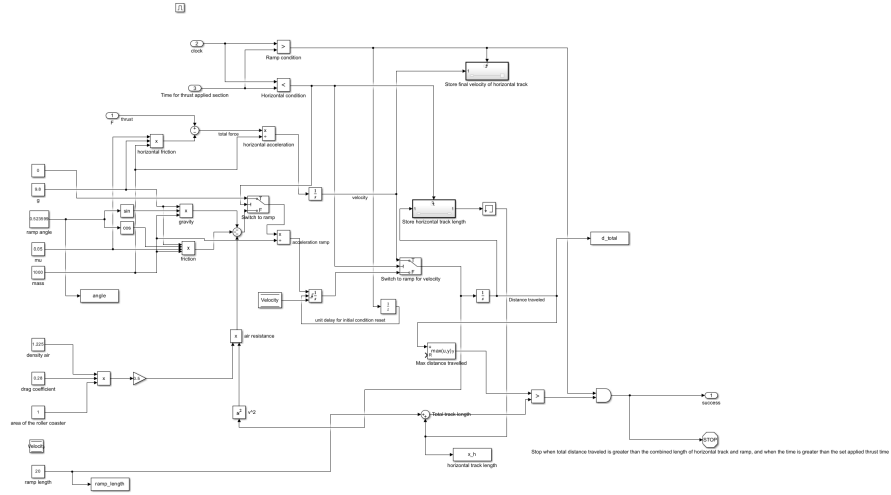 2
clock
>
Ramp condition
3
Time for thrust applied section
<
Horizontal condition
Store final velocity of horizontal track
1
F
thrust
x
horizontal friction
total force
x
÷
horizontal acceleration
0
9.8
g
sin
cos
ramp angle
x
gravity
T
F
Switch to ramp
velocity
Store horizontal track length
0.05
mu
x
friction
x
÷
acceleration ramp
1000
mass
angle
Velocity
T
F
Switch to ramp for velocity
Distance traveled
d_total
unit delay for initial condition reset
1.225
density air
x
air resistance
max(u,y)
Max distance travelled
0.28
drag coefficient
x
0.5
1
area of the roller coaster
v^2
>
Total track length
1
success
Velocity
STOP
Stop when total distance traveled is greater than the combined length of horizontal track and ramp, and when the time is greater than the set applied thrust time
x_h
horizontal track length
20
ramp length
ramp_length